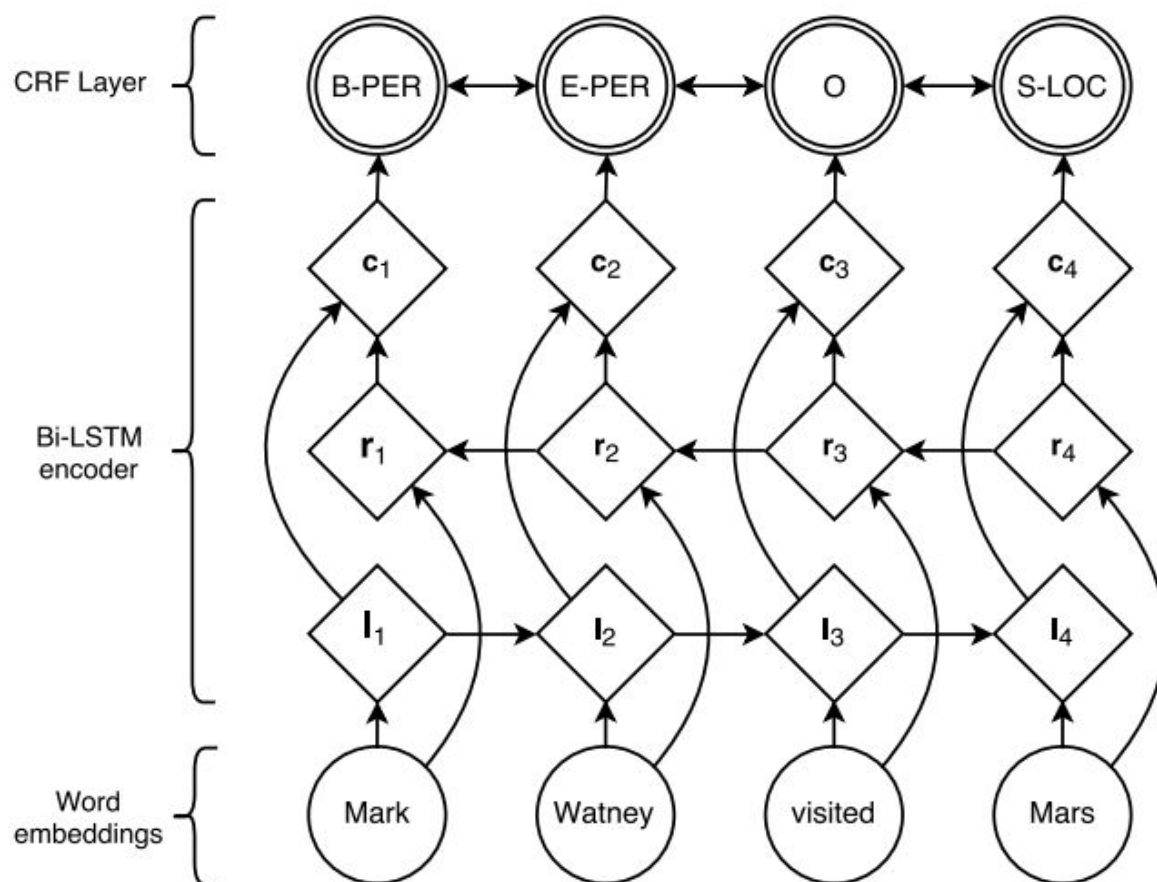 CRF Layer
B-PER E-PER O S-LOC
c1 c2 c3 c4
Bi-LSTM
encoder
r1 r2 r3 r4
l1 l2 l3 l4
Word
embeddings
Mark Watney visited Mars